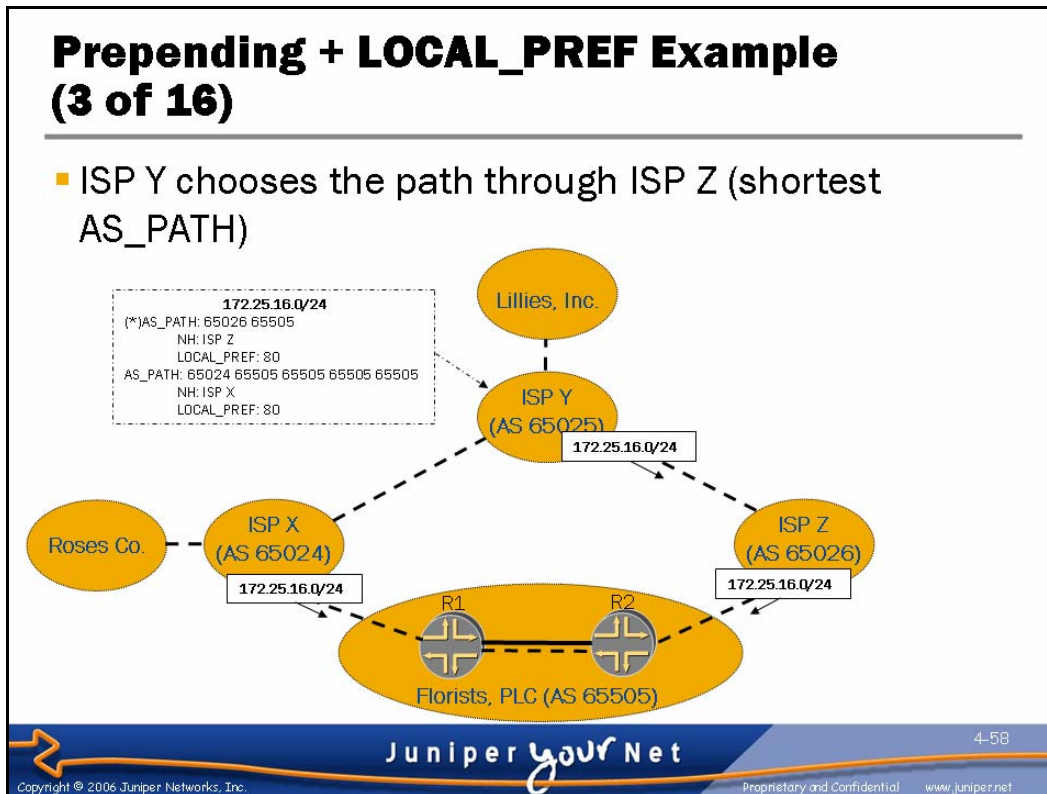 Prepending + LOCAL_PREF Example
(3 of 16)
▪ ISP Y chooses the path through ISP Z (shortest
AS_PATH)
172.25.16.0/24
(*)AS_PATH: 65026 65505
NH: ISP Z
LOCAL_PREF: 80
AS_PATH: 65024 65505 65505 65505 65505
NH: ISP X
LOCAL_PREF: 80
Lillies, Inc.
ISP Y
(AS 65025)
172.25.16.0/24
Roses Co.
ISP X
(AS 65024)
172.25.16.0/24
ISP Z
(AS 65026)
172.25.16.0/24
R1
R2
Florists, PLC (AS 65505)
Juniper your Net
4-58
Copyright © 2006 Juniper Networks, Inc.
Proprietary and Confidential
www.juniper.net